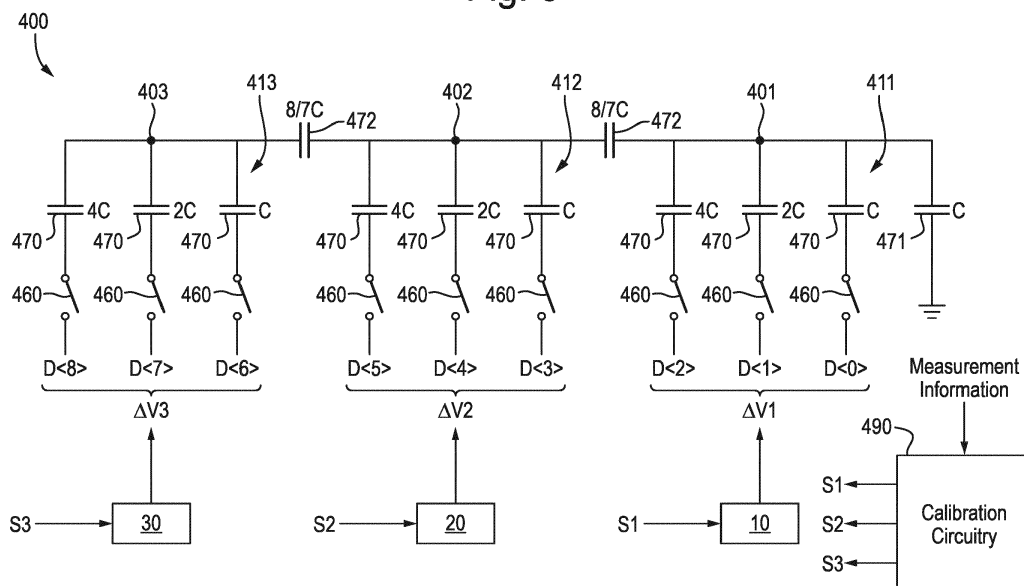 400
403
413
8/7C
472
402
412
8/7C
472
401
411
4C
2C
C
4C
2C
C
4C
2C
C
C
470
470
470
470
470
470
470
470
470
471
460
460
460
460
460
460
460
460
460
D<8>
D<7>
D<6>
D<5>
D<4>
D<3>
D<2>
D<1>
D<0>
ΔV3
ΔV2
ΔV1
Measurement
Information
490
S3
30
S2
20
S1
10
S1
S2
S3
Calibration
Circuitry